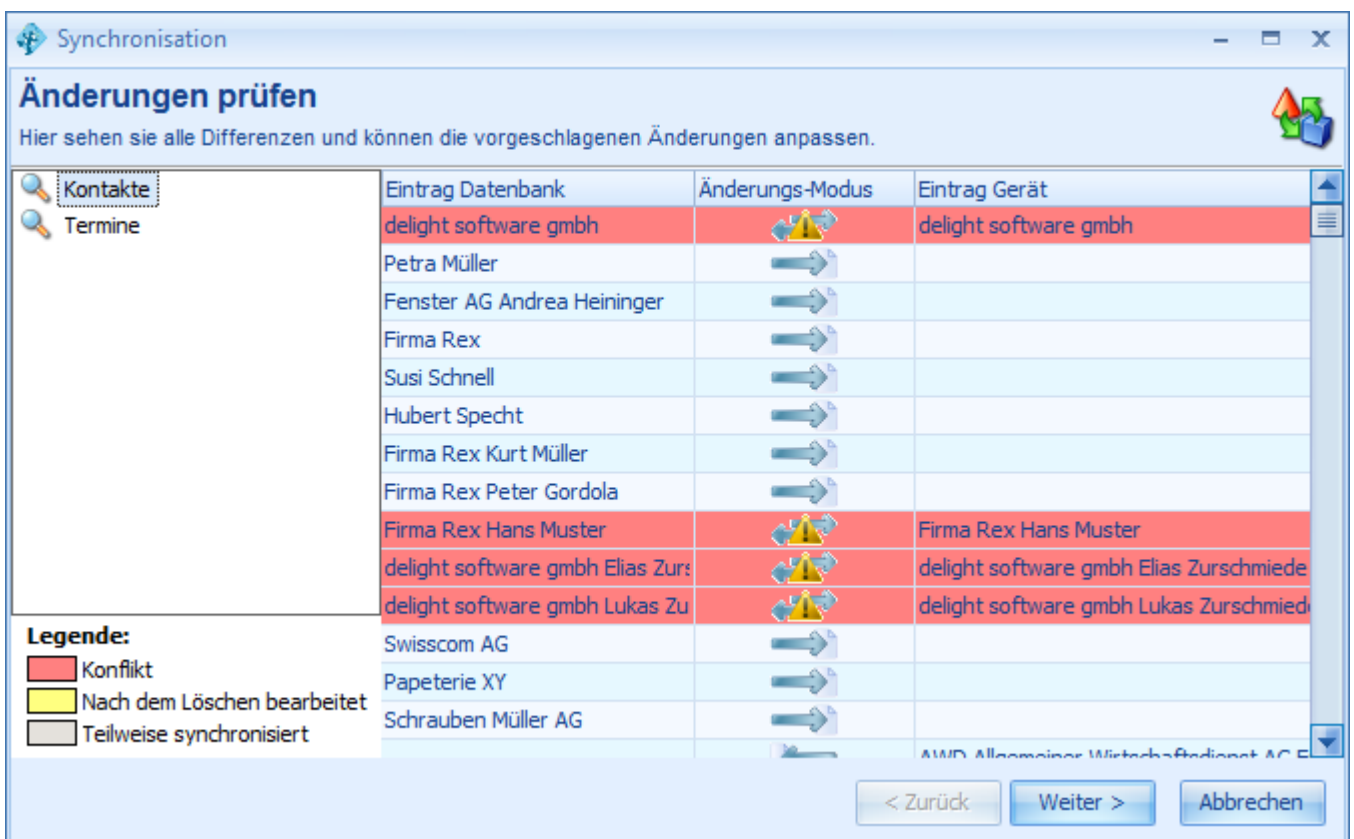 Synchronisation
Änderungen prüfen
Hier sehen sie alle Differenzen und können die vorgeschlagenen Änderungen anpassen.
Kontakte
Termine
Eintrag Datenbank Änderungs-Modus Eintrag Gerät
delight software gmbh delight software gmbh
Petra Müller
Fenster AG Andrea Heininger
Firma Rex
Susi Schnell
Hubert Specht
Firma Rex Kurt Müller
Firma Rex Peter Gordola
Firma Rex Hans Muster Firma Rex Hans Muster
delight software gmbh Elias Zurs delight software gmbh Elias Zurschmiede
delight software gmbh Lukas Zu delight software gmbh Lukas Zurschmied
Swisscom AG
Papeterie XY
Schrauben Müller AG
AWD Allgemeiner Wirtschaftsdienst AG
Legende:
Konflikt
Nach dem Löschen bearbeitet
Teilweise synchronisiert
< Zurück Weiter > Abbrechen